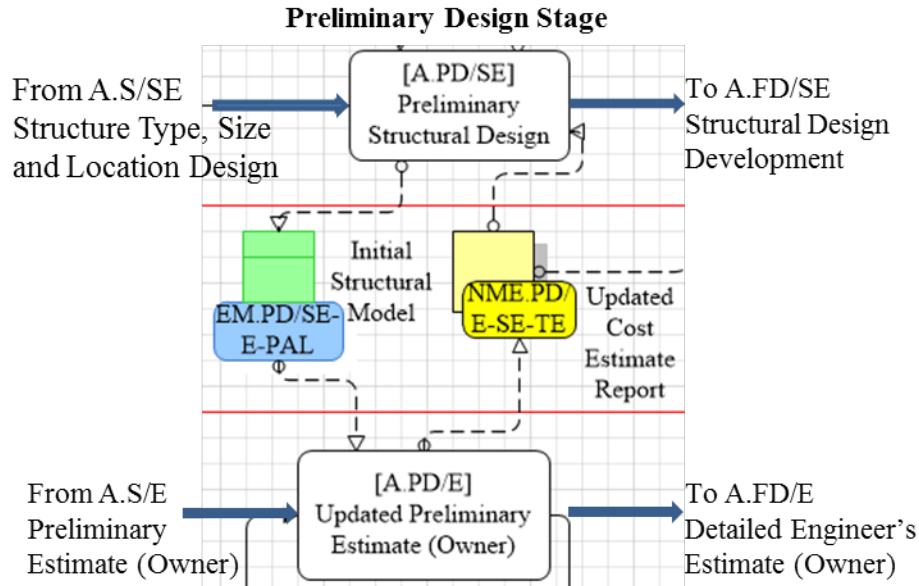 Preliminary Design Stage
From A.S/SE
Structure Type, Size
and Location Design
[A.PD/SE]
Preliminary
Structural Design
To A.FD/SE
Structural Design
Development
Initial
Structural
Model
EM.PD/SE-
E-PAL
NME.PD/
E-SE-TE
Updated
Cost
Estimate
Report
From A.S/E
Preliminary
Estimate (Owner)
[A.PD/E]
Updated Preliminary
Estimate (Owner)
To A.FD/E
Detailed Engineer’s
Estimate (Owner)